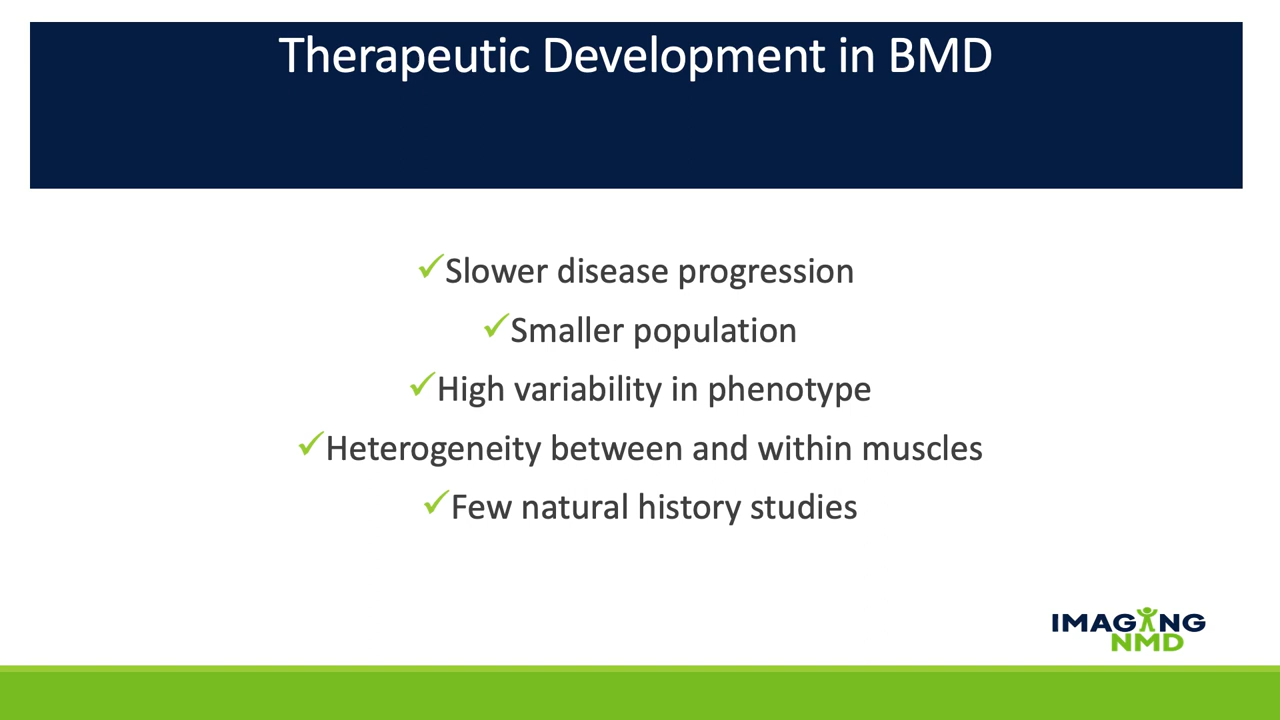 Therapeutic Development in BMD
✓Slower disease progression
✓Smaller population
✓High variability in phenotype
✓Heterogeneity between and within muscles
✓Few natural history studies
IMAGING
NMD